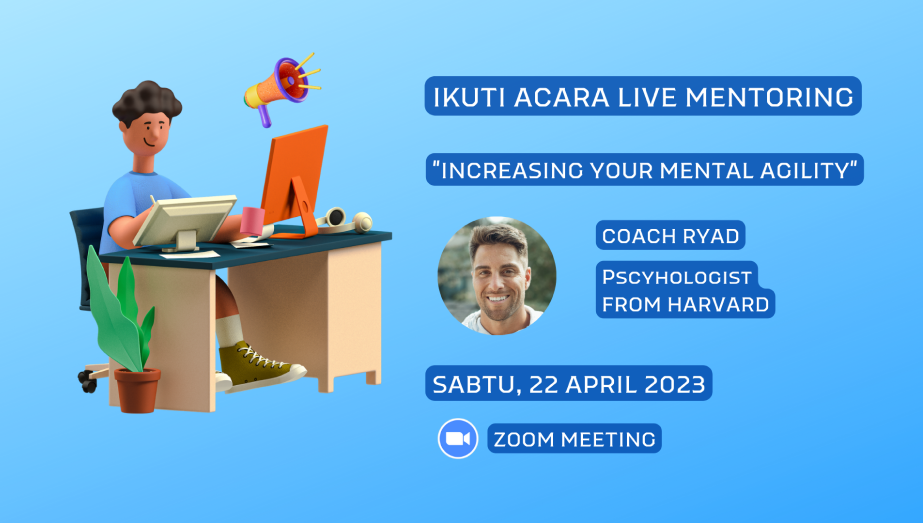 IKUTI ACARA LIVE MENTORING
"INCREASING YOUR MENTAL AGILITY"
COACH RYAD
PSCYHOLOGIST
FROM HARVARD
SABTU, 22 APRIL 2023
ZOOM MEETING